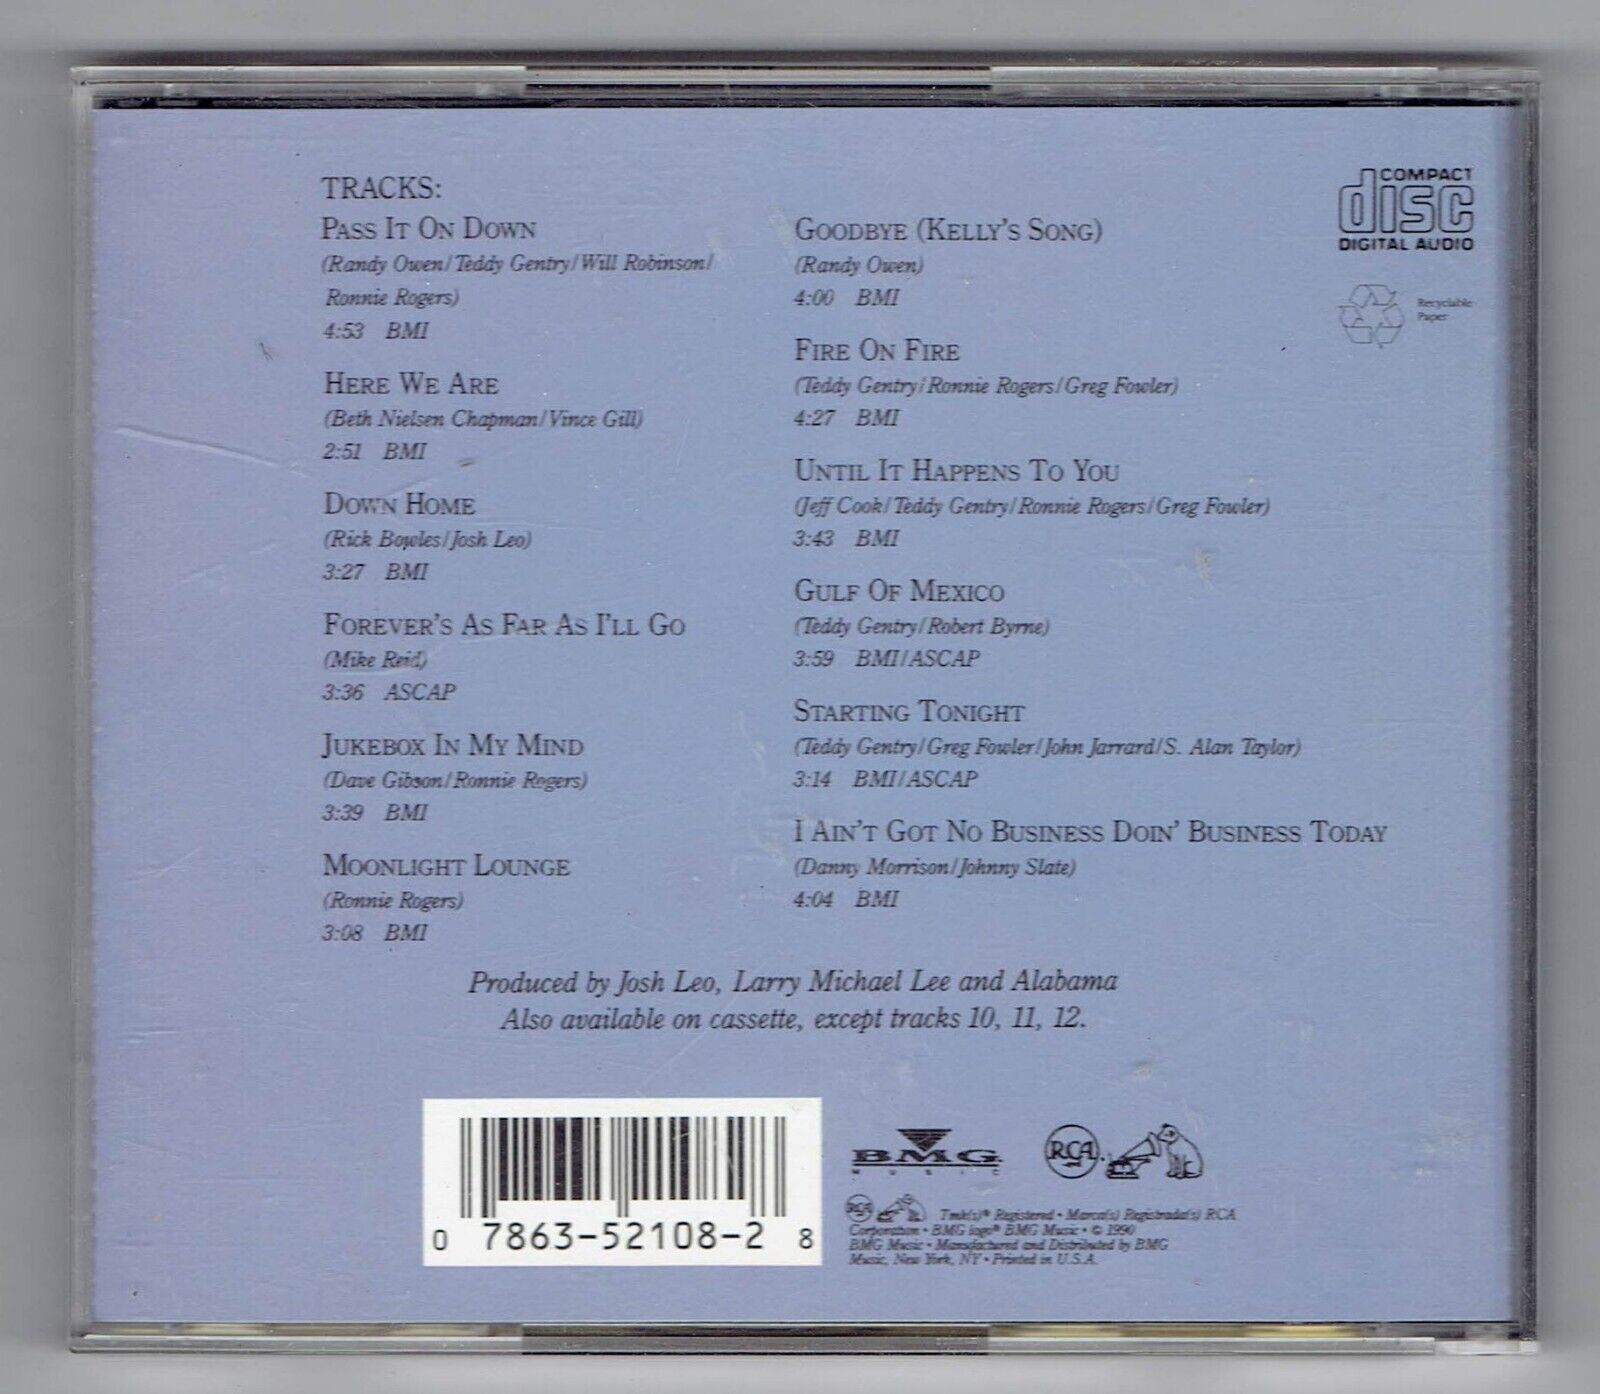 TRACKS:
PASS IT ON DOWN
(Randy Owen/Teddy Gentry/Will Robinson/
Ronnie Rogers)
4:53 BMI
HERE WE ARE
(Beth Nielsen Chapman/Vince Gill)
2:51 BMI
DOWN HOME
(Rick Bowles/Josh Leo)
3:27 BMI
FOREVER'S AS FAR AS I'LL GO
(Mike Reid)
3:36 ASCAP
JUKEBOX IN MY MIND
(Dave Gibson/Ronnie Rogers)
3:39 BMI
MOONLIGHT LOUNGE
(Ronnie Rogers)
3:08 BMI
GOODBYE (KELLY'S SONG)
(Randy Owen)
4:00 BMI
FIRE ON FIRE
(Teddy Gentry/Ronnie Rogers/Greg Fowler)
4:27 BMI
UNTIL IT HAPPENS TO YOU
(Jeff Cook/Teddy Gentry/Ronnie Rogers/Greg Fowler)
3:43 BMI
GULF OF MEXICO
(Teddy Gentry/Robert Byrne)
3:59 BMI/ASCAP
STARTING TONIGHT
(Teddy Gentry/Greg Fowler/John Jarrard/S. Alan Taylor)
3:14 BMI/ASCAP
I AIN'T GOT NO BUSINESS DOIN' BUSINESS TODAY
(Danny Morrison/Johnny Slate)
4:04 BMI
COMPACT
disc
DIGITAL AUDIO
Recyclable
Paper
Produced by Josh Leo, Larry Michael Lee and Alabama
Also available on cassette, except tracks 10, 11, 12.
0 7863-52108-2 8
BMG
MUSIC
RCA
RCA Tmk(s)® Registered • Marca(s) Registrada(s) RCA
Corporation • BMG logo® BMG Music • © 1990
BMG Music • Manufactured and Distributed by BMG
Music, New York, NY • Printed in U.S.A.